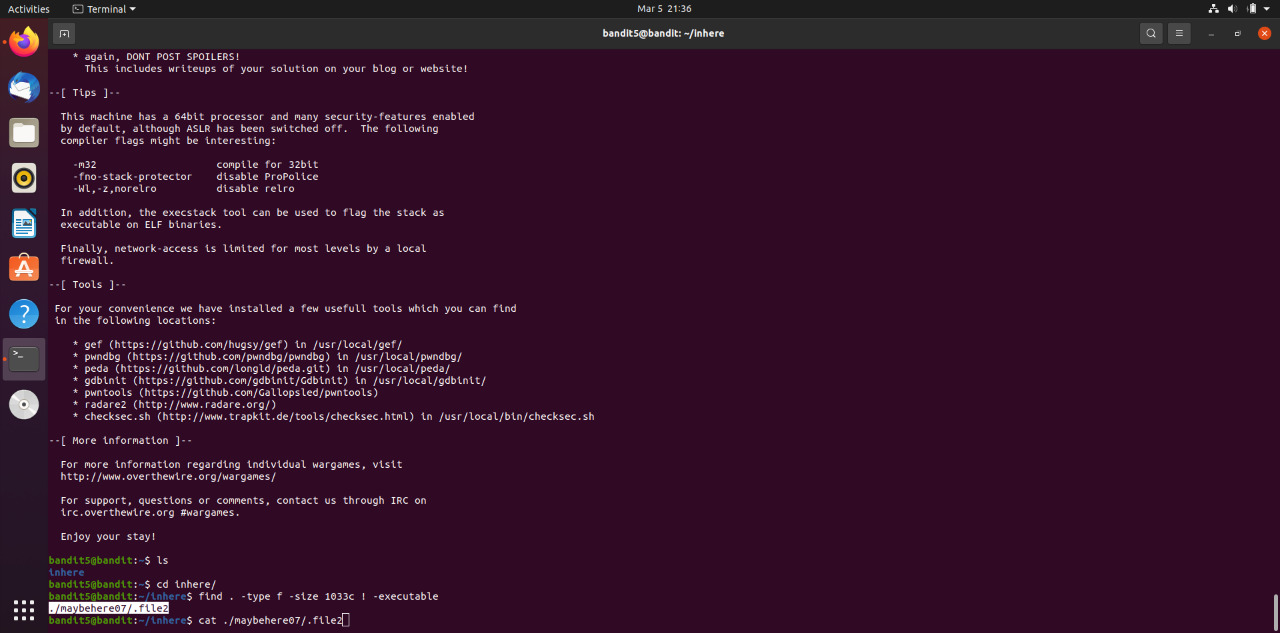 Activities
Terminal
Mar 5 21:36
bandit5@bandit: ~/inhere
* again, DONT POST SPOILERS!
This includes writeups of your solution on your blog or website!
--[ Tips ]--
This machine has a 64bit processor and many security-features enabled
by default, although ASLR has been switched off.  The following
compiler flags might be interesting:
-m32                    compile for 32bit
-fno-stack-protector    disable ProPolice
-Wl,-z,norelro          disable relro
In addition, the execstack tool can be used to flag the stack as
executable on ELF binaries.
Finally, network-access is limited for most levels by a local
firewall.
--[ Tools ]--
For your convenience we have installed a few usefull tools which you can find
in the following locations:
* gef (https://github.com/hugsy/gef) in /usr/local/gef/
* pwndbg (https://github.com/pwndbg/pwndbg) in /usr/local/pwndbg/
* peda (https://github.com/longld/peda.git) in /usr/local/peda/
* gdbinit (https://github.com/gdbinit/Gdbinit) in /usr/local/gdbinit/
* pwntools (https://github.com/Gallopsled/pwntools)
* radare2 (http://www.radare.org/)
* checksec.sh (http://www.trapkit.de/tools/checksec.html) in /usr/local/bin/checksec.sh
--[ More information ]--
For more information regarding individual wargames, visit
http://www.overthewire.org/wargames/
For support, questions or comments, contact us through IRC on
irc.overthewire.org #wargames.
Enjoy your stay!
bandit5@bandit:~$ ls
inhere
bandit5@bandit:~$ cd inhere/
bandit5@bandit:~/inhere$ find . -type f -size 1033c ! -executable
./maybehere07/.file2
bandit5@bandit:~/inhere$ cat ./maybehere07/.file2